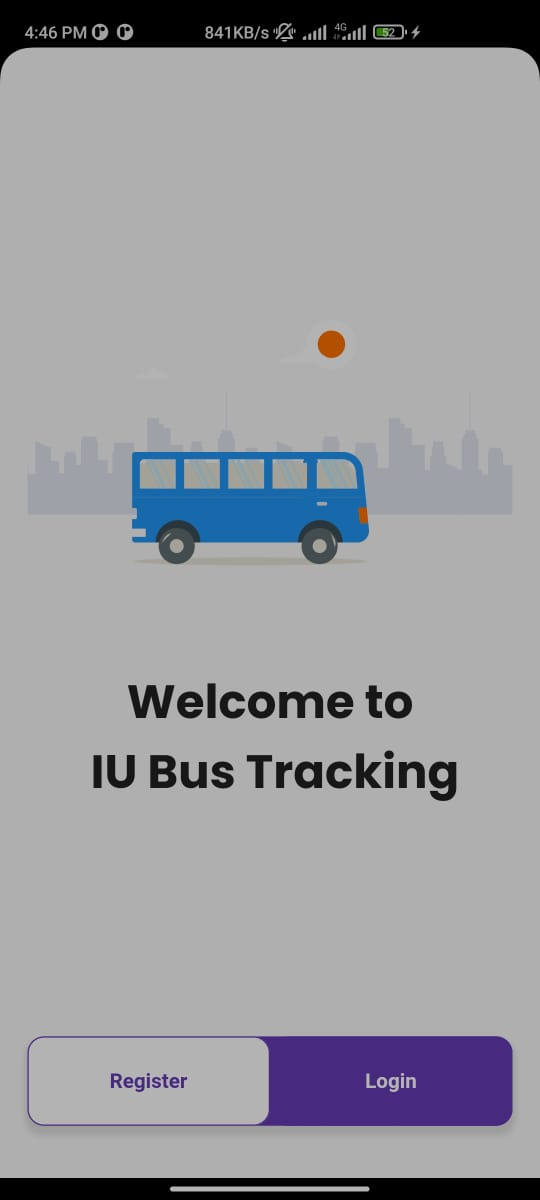 4:46 PM 841KB/s 4G 52
Welcome to
IU Bus Tracking
Register Login